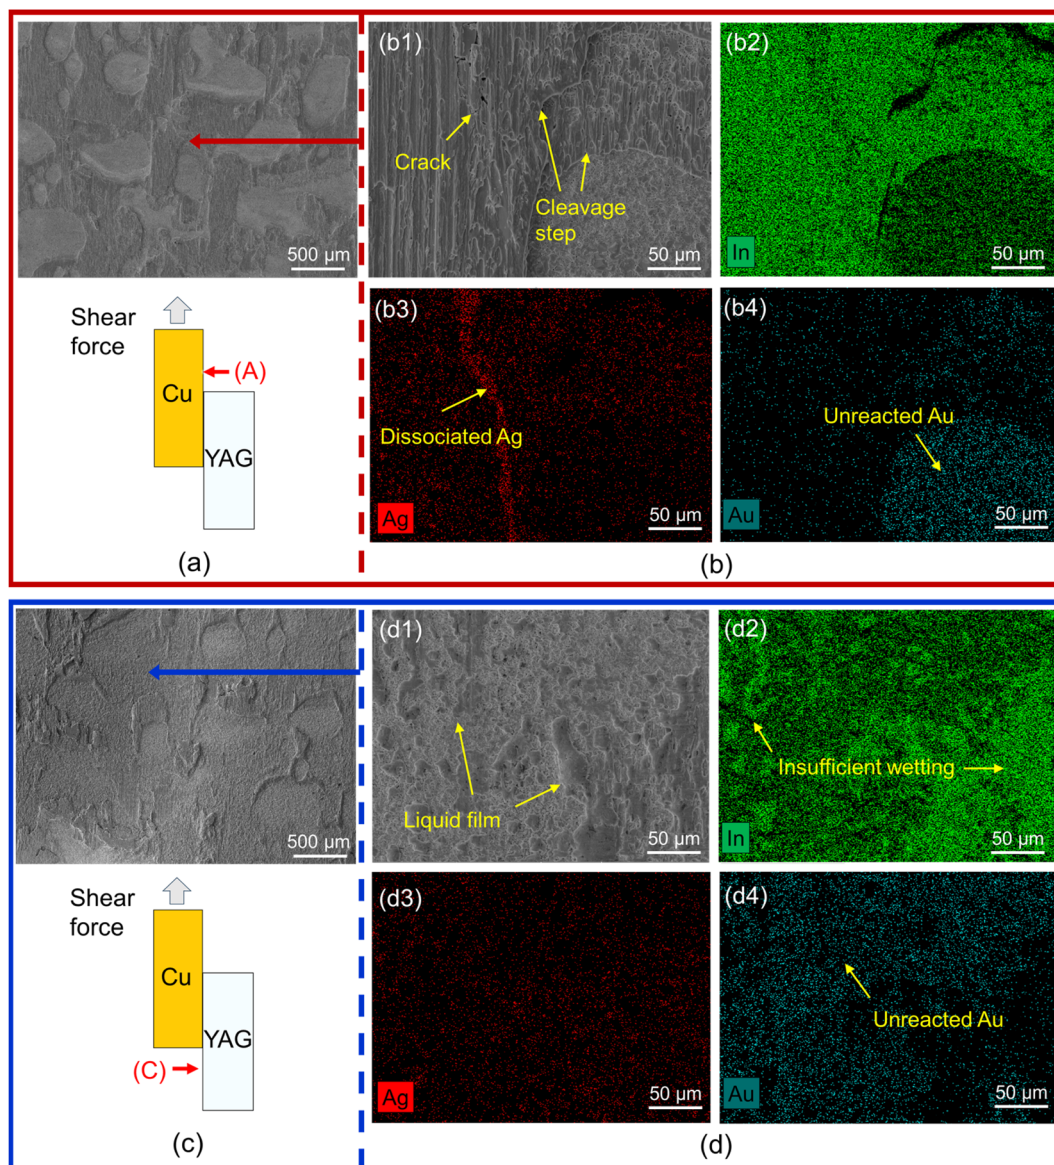 500 µm
Shear
force
Cu
(A)
YAG
(a)
(b1)
Crack
Cleavage
step
50 µm
(b2)
In
50 µm
(b3)
Dissociated Ag
Ag
50 µm
(b4)
Unreacted Au
Au
50 µm
(b)
500 µm
Shear
force
Cu
YAG
(C)
(c)
(d1)
Liquid film
50 µm
(d2)
Insufficient wetting
In
50 µm
(d3)
Ag
50 µm
(d4)
Unreacted Au
Au
50 µm
(d)